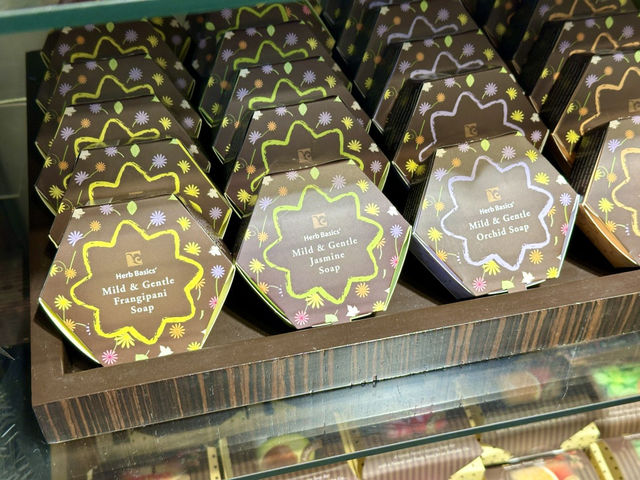 Herb Basics'
Mild & Gentle
Frangipani
Soap
Herb Basics'
Mild & Gentle
Jasmine
Soap
Herb Basics'
Mild & Gentle
Orchid Soap